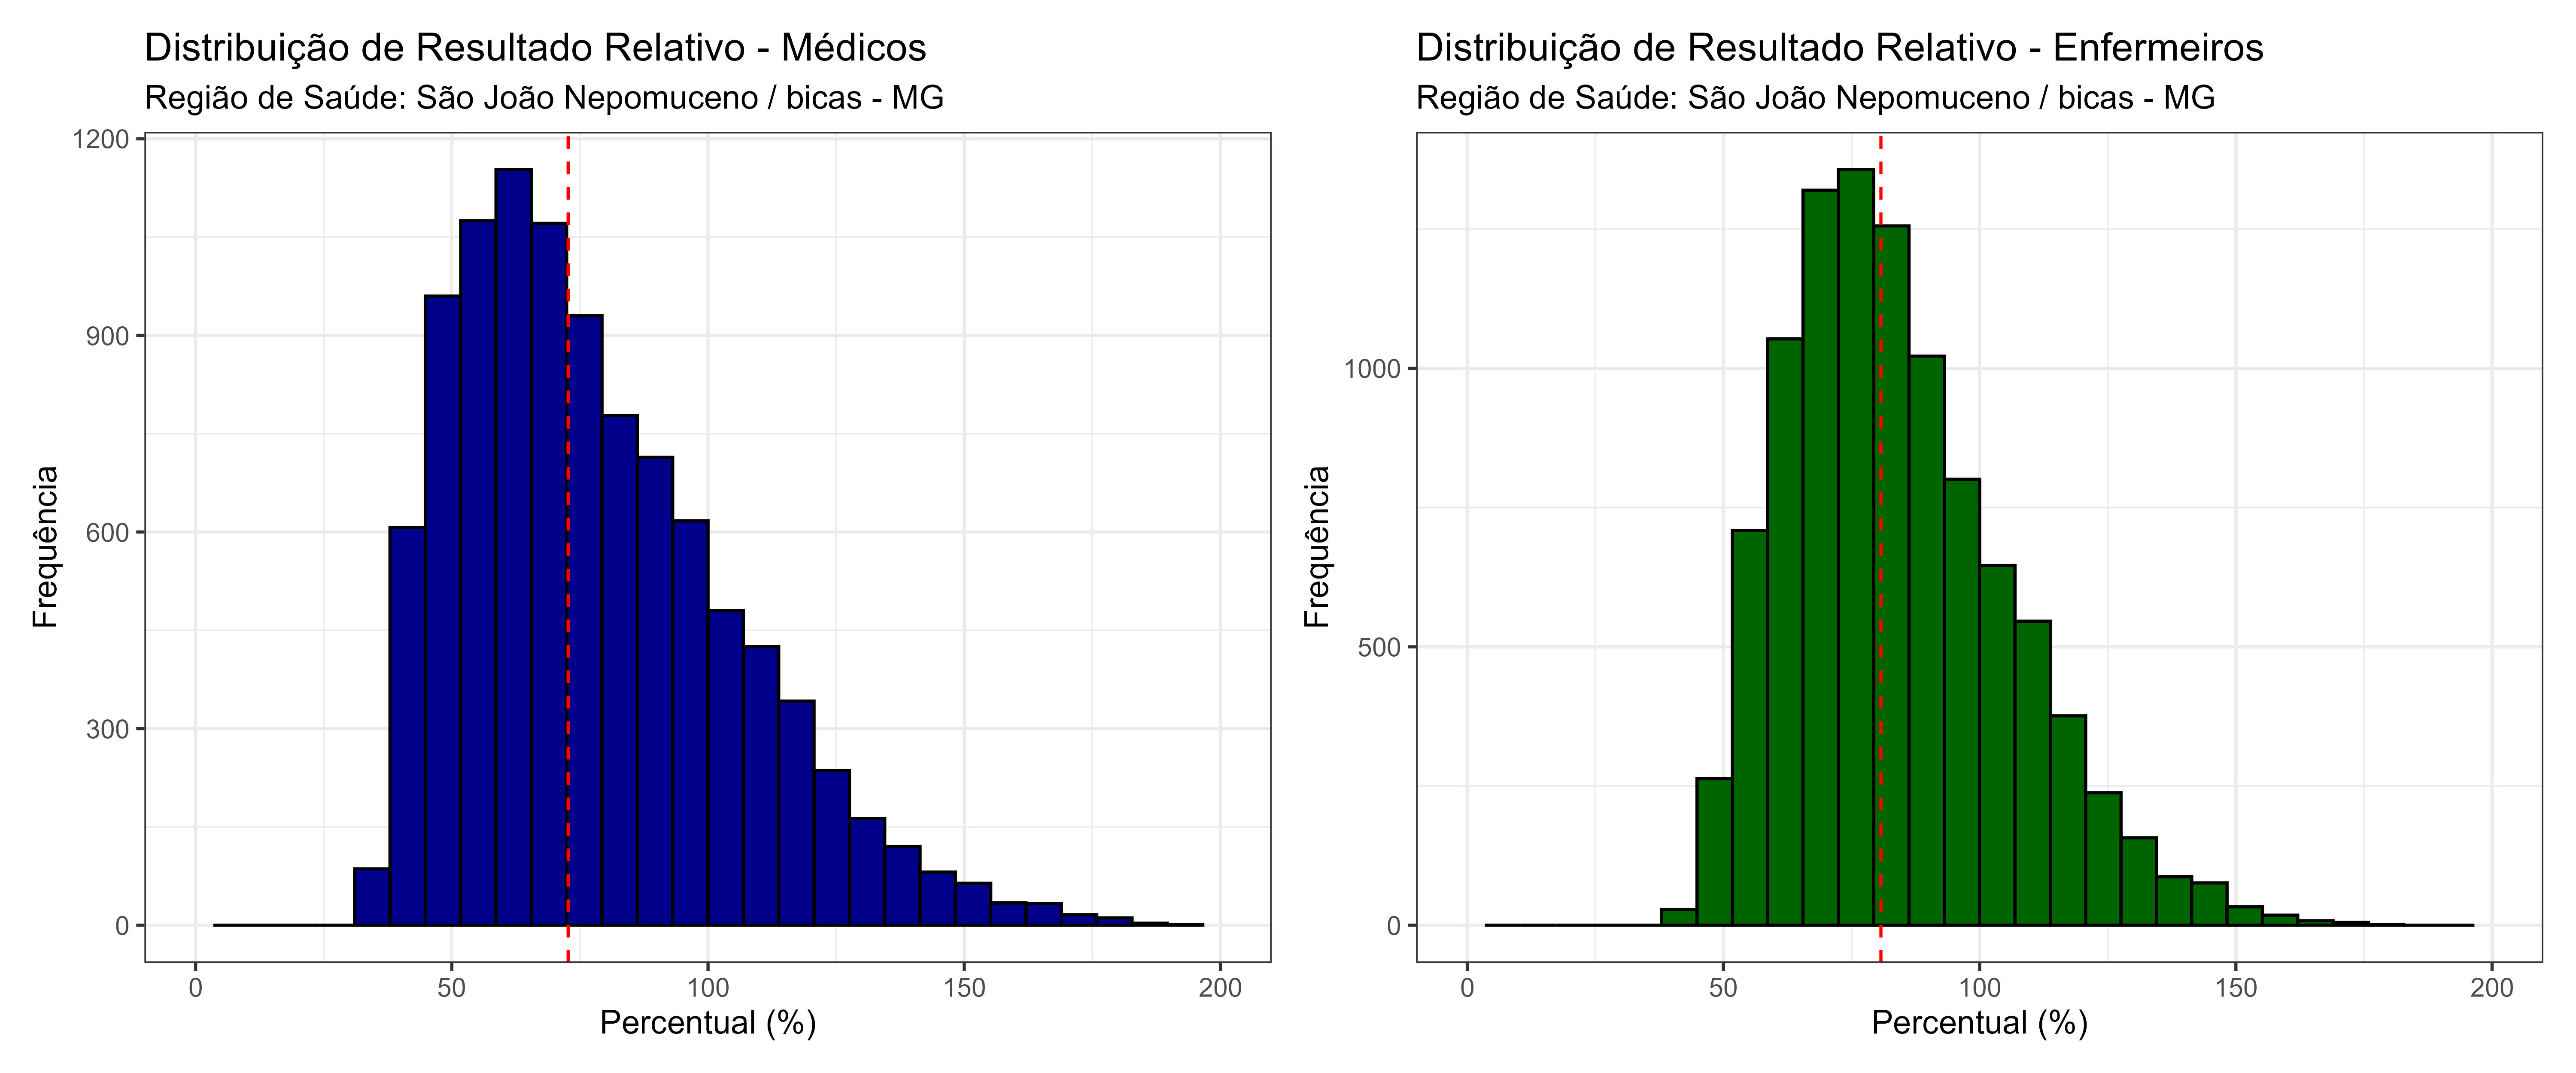 Distribuição de Resultado Relativo - Médicos
Região de Saúde: São João Nepomuceno / bicas - MG
1200
900
600
300
0
Frequência
0 50 100 150 200
Percentual (%)
Distribuição de Resultado Relativo - Enfermeiros
Região de Saúde: São João Nepomuceno / bicas - MG
1000
500
0
Frequência
0 50 100 150 200
Percentual (%)